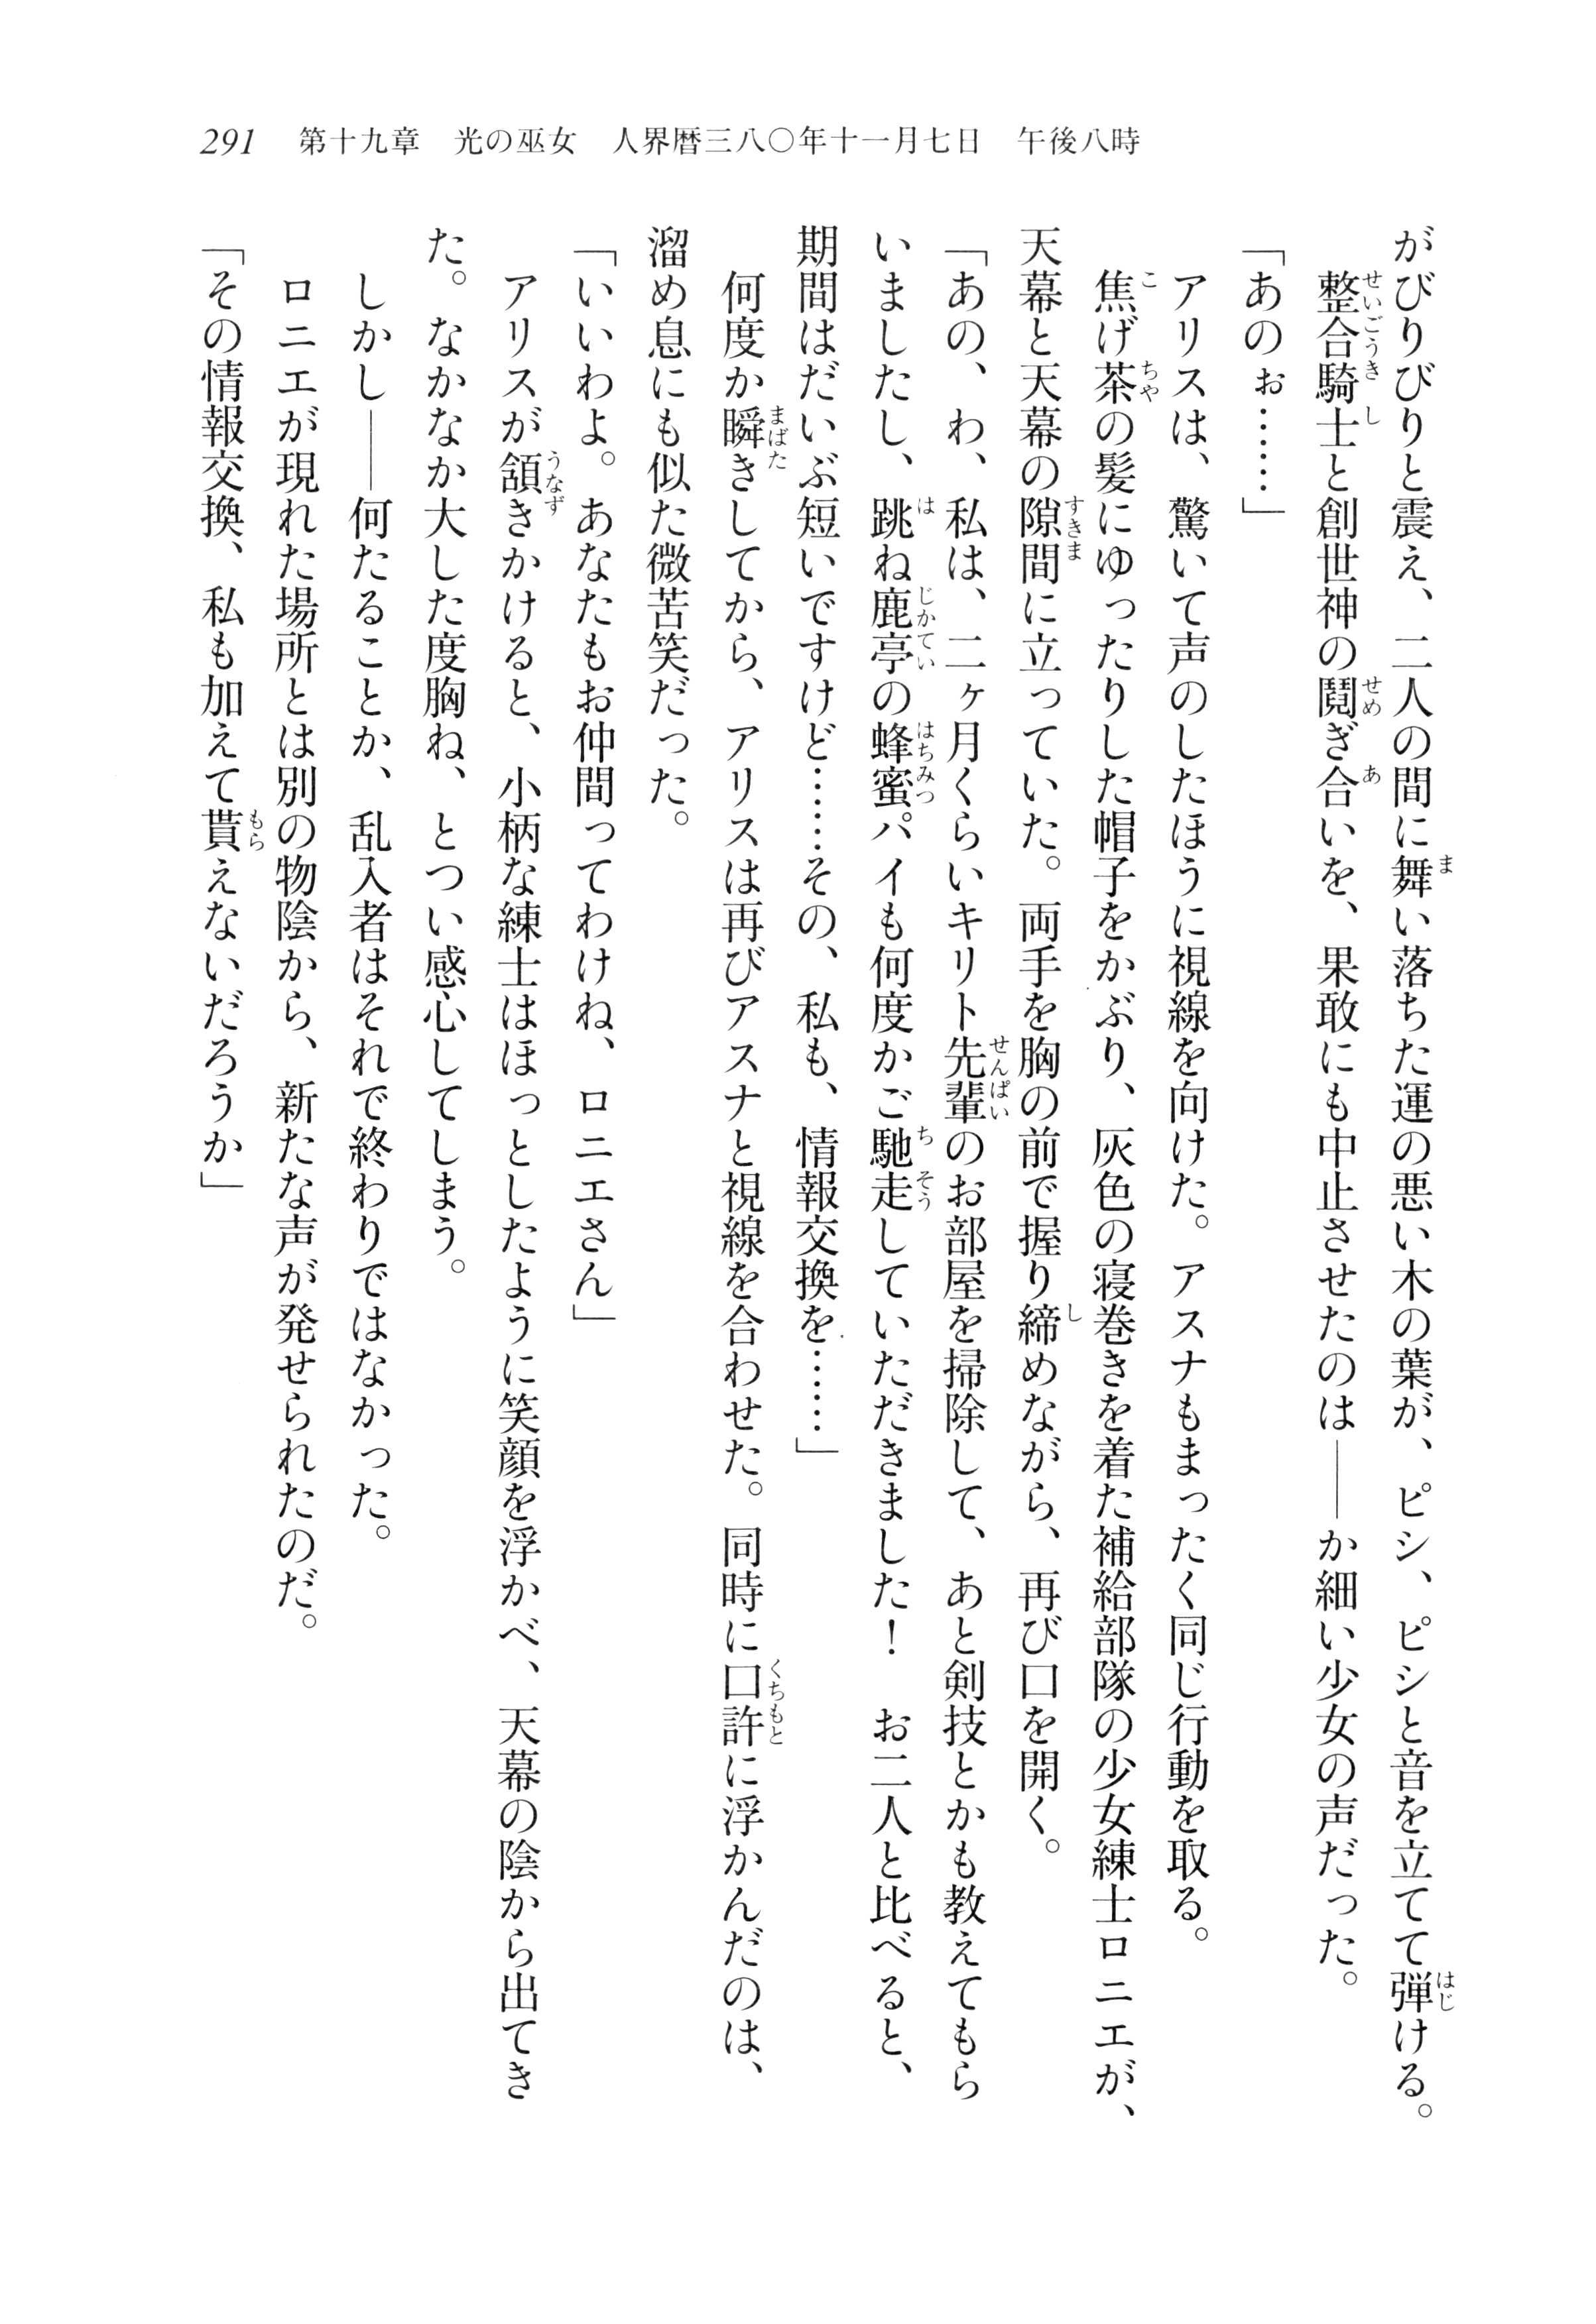 291　第十九章　光の巫女　人界暦三八〇年十一月七日　午後八時
がびりびりと震え、二人の間に舞い落ちた運の悪い木の葉が、ピシ、ピシと音を立てて弾ける。
整合騎士と創世神の鬩ぎ合いを、果敢にも中止させたのは――か細い少女の声だった。
「あのぉ……」
アリスは、驚いて声のしたほうに視線を向けた。アスナもまったく同じ行動を取る。
焦げ茶の髪にゆったりした帽子をかぶり、灰色の寝巻きを着た補給部隊の少女練士ロニエが、
天幕と天幕の隙間に立っていた。両手を胸の前で握り締めながら、再び口を開く。
「あの、わ、私は、二ヶ月くらいキリト先輩のお部屋を掃除して、あと剣技とかも教えてもら
いましたし、跳ね鹿亭の蜂蜜パイも何度かご馳走していただきました！　お二人と比べると、
期間はだいぶ短いですけど……その、私も、情報交換を……」
何度か瞬きしてから、アリスは再びアスナと視線を合わせた。同時に口許に浮かんだのは、
溜め息にも似た微苦笑だった。
「いいわよ。あなたもお仲間ってわけね、ロニエさん」
アリスが頷きかけると、小柄な練士はほっとしたように笑顔を浮かべ、天幕の陰から出てき
た。なかなか大した度胸ね、とつい感心してしまう。
しかし――何たることか、乱入者はそれで終わりではなかった。
ロニエが現れた場所とは別の物陰から、新たな声が発せられたのだ。
「その情報交換、私も加えて貰えないだろうか」